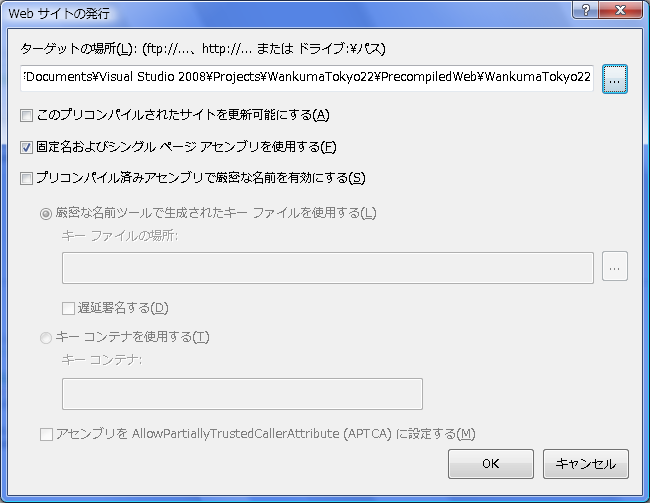 Web サイトの発行
ターゲットの場所(L): (ftp://...、http://... または ドライブ:¥パス)
Documents¥Visual Studio 2008¥Projects¥WankumaTokyo22¥PrecompiledWeb¥WankumaTokyo22
...
このプリコンパイルされたサイトを更新可能にする(A)
固定名およびシングル ページ アセンブリを使用する(F)
プリコンパイル済みアセンブリで厳密な名前を有効にする(S)
厳密な名前ツールで生成されたキー ファイルを使用する(L)
キー ファイルの場所:
...
遅延署名する(D)
キー コンテナを使用する(T)
キー コンテナ:
アセンブリを AllowPartiallyTrustedCallerAttribute (APTCA) に設定する(M)
OK
キャンセル